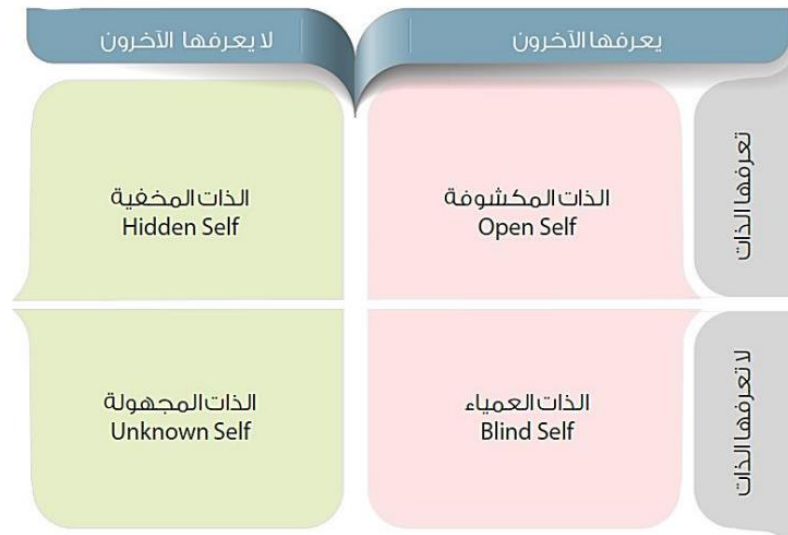 يعرفها الآخرون
لا يعرفها الآخرون
تعرفها الذات
الذات المكشوفة
Open Self
الذات المخفية
Hidden Self
لا تعرفها الذات
الذات العمياء
Blind Self
الذات المجهولة
Unknown Self